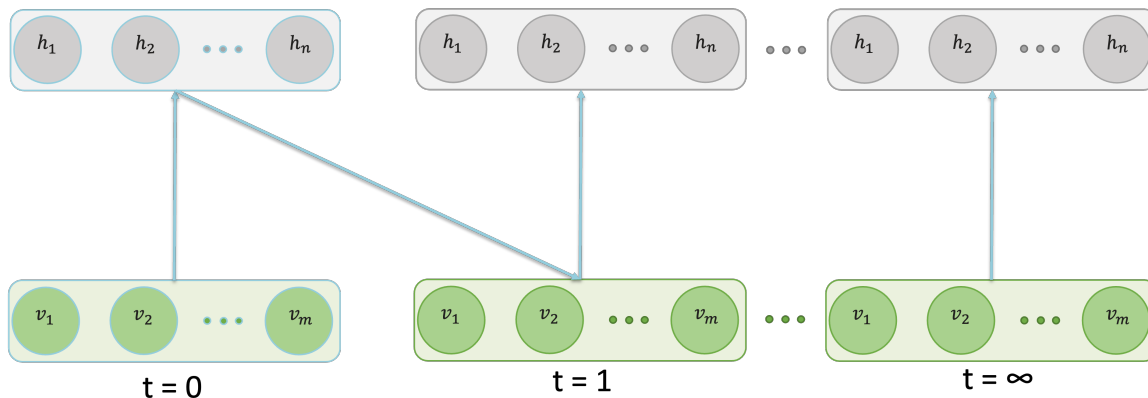 h₁ h₂ ••• hₙ h₁ h₂ ••• hₙ ••• h₁ h₂ ••• hₙ
v₁ v₂ ••• vₘ v₁ v₂ ••• vₘ ••• v₁ v₂ ••• vₘ
t = 0 t = 1 t = ∞